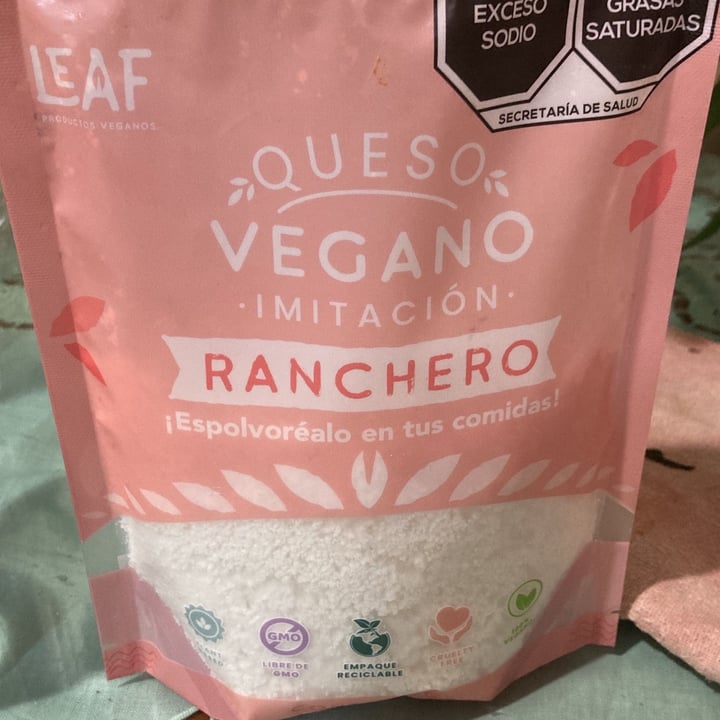 EXCESO
SODIO
GRASAS
SATURADAS
SECRETARÍA DE SALUD
LEAF
PRODUCTOS VEGANOS
QUESO
VEGANO
·IMITACIÓN·
RANCHERO
¡Espolvoréalo en tus comidas!
GMO
LIBRE DE
GMO
EMPAQUE
RECICLABLE
CRUELTY
FREE
100%